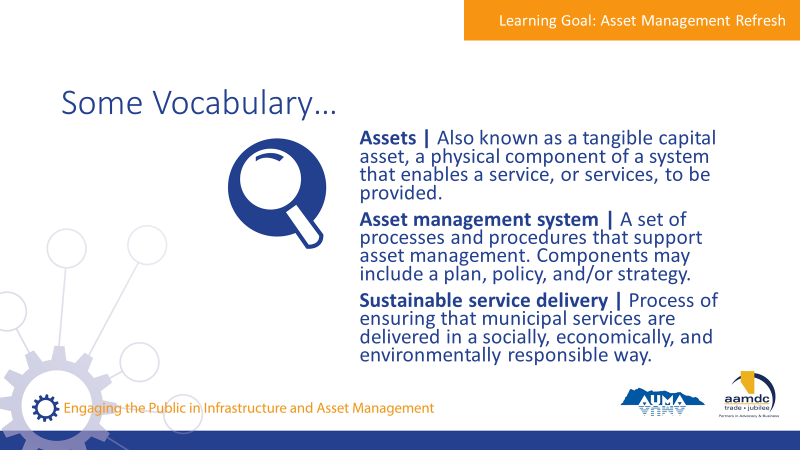 Learning Goal: Asset Management Refresh
Some Vocabulary…
Assets | Also known as a tangible capital
asset, a physical component of a system
that enables a service, or services, to be
provided.
Asset management system | A set of
processes and procedures that support
asset management. Components may
include a plan, policy, and/or strategy.
Sustainable service delivery | Process of
ensuring that municipal services are
delivered in a socially, economically, and
environmentally responsible way.
Engaging the Public in Infrastructure and Asset Management
AUMA
aamdc
trade • jubilee
Partners in Advocacy & Business